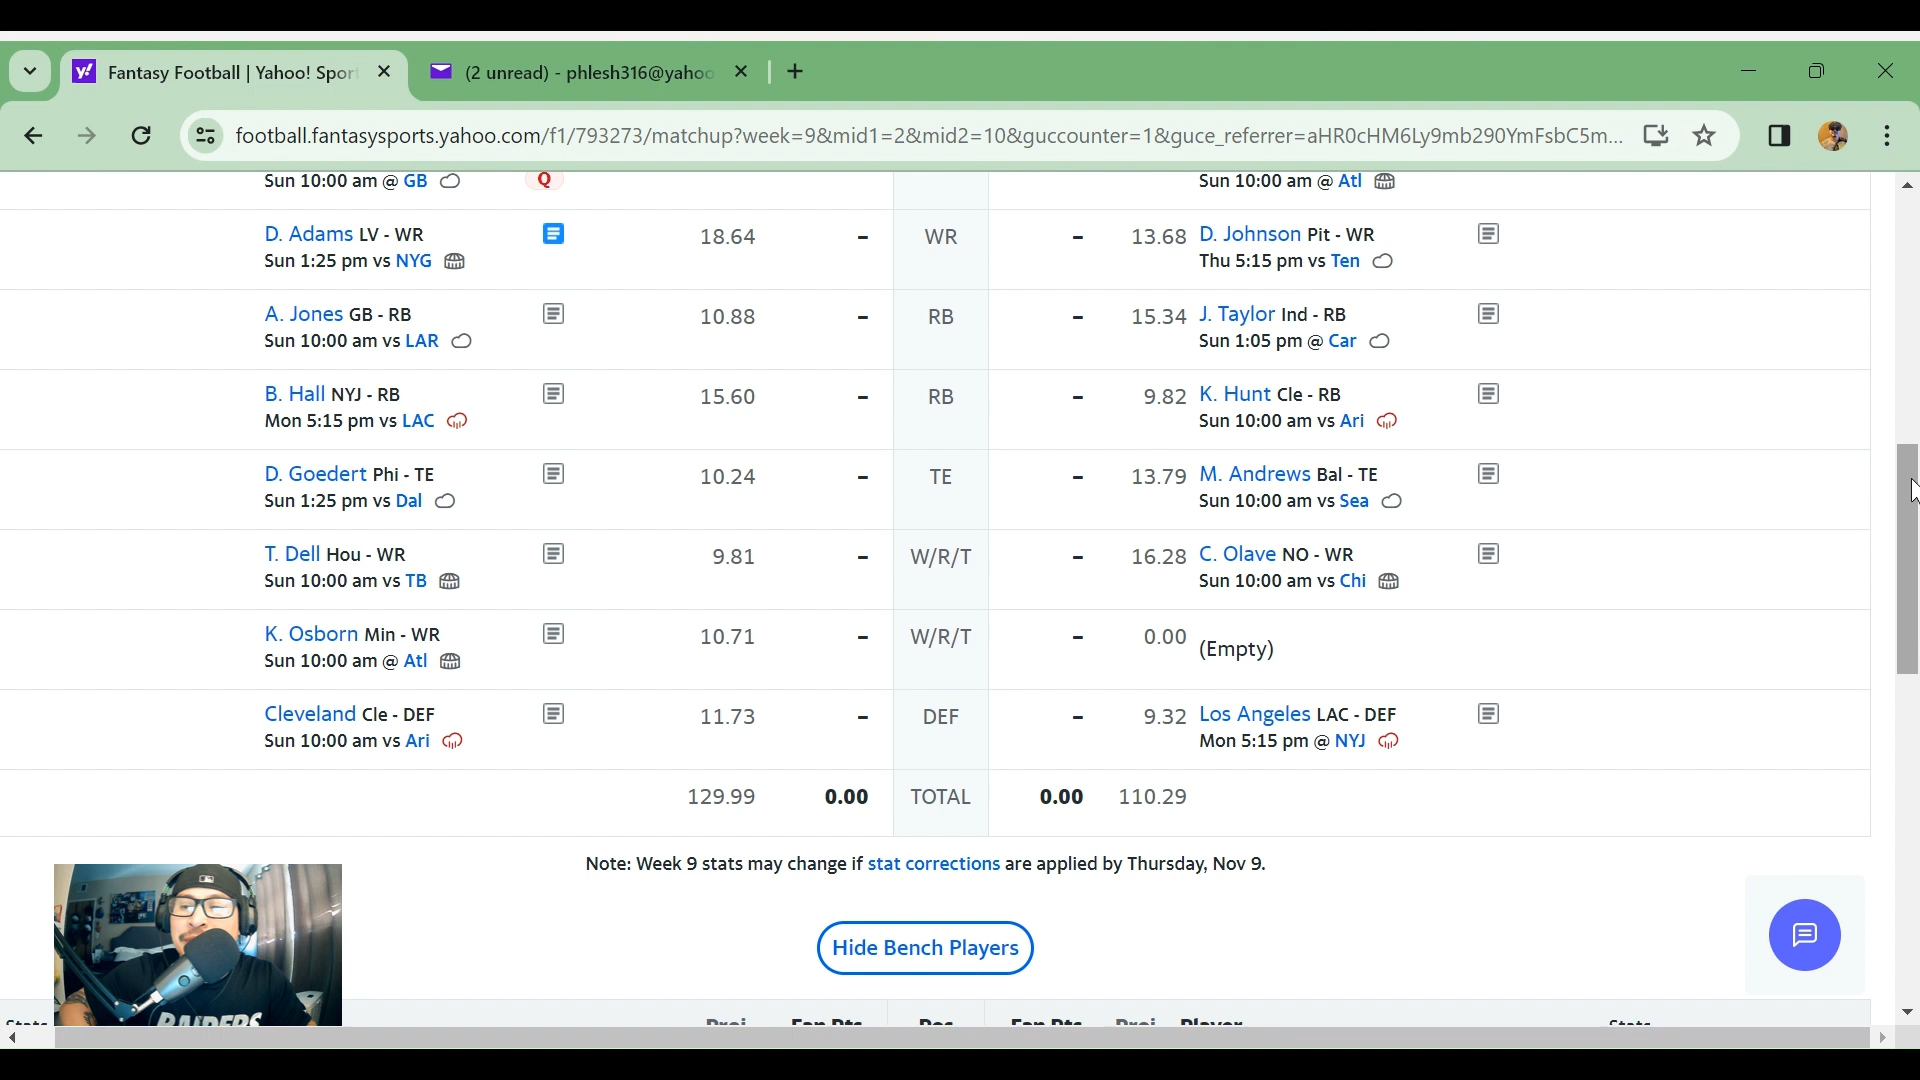 Fantasy Football | Yahoo! Spor
(2 unread) - phlesh316@yahoo
football.fantasysports.yahoo.com/f1/793273/matchup?week=9&mid1=2&mid2=10&guccounter=1&guce_referrer=aHR0cHM6Ly9mb290YmFsbC5m...
Sun 10:00 am @ GB Q Sun 10:00 am @ Atl
D. Adams LV - WR 18.64 - WR - 13.68 D. Johnson Pit - WR
Sun 1:25 pm vs NYG Thu 5:15 pm vs Ten
A. Jones GB - RB 10.88 - RB - 15.34 J. Taylor Ind - RB
Sun 10:00 am vs LAR Sun 1:05 pm @ Car
B. Hall NYJ - RB 15.60 - RB - 9.82 K. Hunt Cle - RB
Mon 5:15 pm vs LAC Sun 10:00 am vs Ari
D. Goedert Phi - TE 10.24 - TE - 13.79 M. Andrews Bal - TE
Sun 1:25 pm vs Dal Sun 10:00 am vs Sea
T. Dell Hou - WR 9.81 - W/R/T - 16.28 C. Olave NO - WR
Sun 10:00 am vs TB Sun 10:00 am vs Chi
K. Osborn Min - WR 10.71 - W/R/T - 0.00 (Empty)
Sun 10:00 am @ Atl
Cleveland Cle - DEF 11.73 - DEF - 9.32 Los Angeles LAC - DEF
Sun 10:00 am vs Ari Mon 5:15 pm @ NYJ
129.99 0.00 TOTAL 0.00 110.29
Note: Week 9 stats may change if stat corrections are applied by Thursday, Nov 9.
Hide Bench Players
Stats Proj Fan Pts Pos Fan Pts Proj Player Stats
RAIDERS